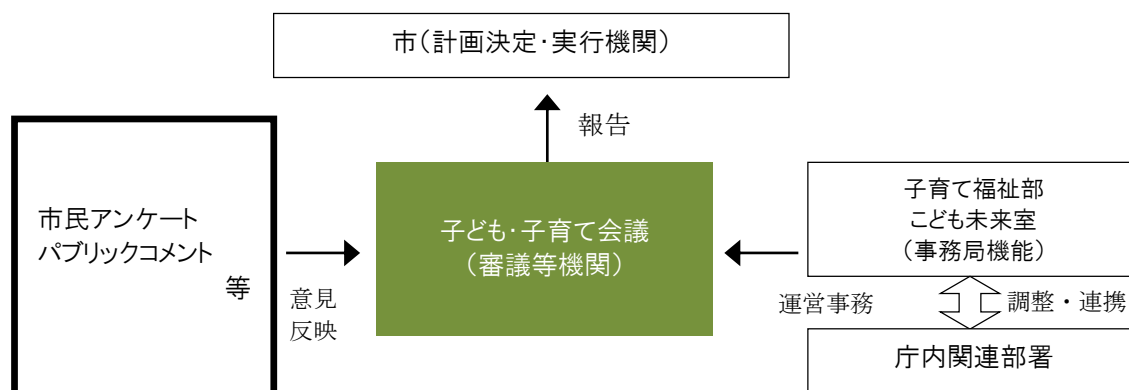 市(計画決定・実行機関)
報告
市民アンケート
パブリックコメント
等
意見
反映
子ども・子育て会議
(審議等機関)
子育て福祉部
こども未来室
(事務局機能)
運営事務
調整・連携
庁内関連部署